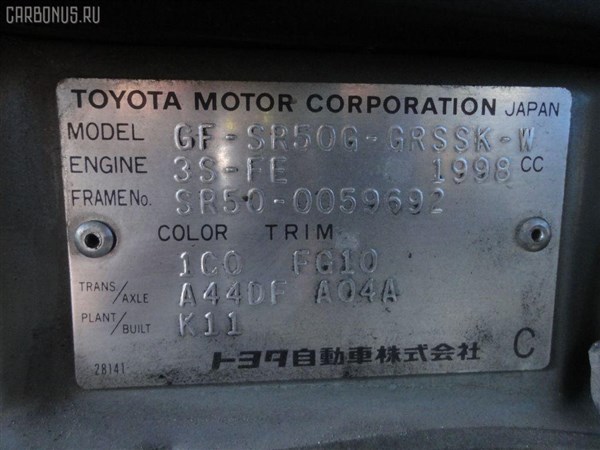 CARBONUS.RU
TOYOTA MOTOR CORPORATION JAPAN
MODEL GF-SR50G-GRSSK-W
ENGINE 3S-FE 1998 CC
FRAME No. SR50-0059692
COLOR TRIM
1C0 FG10
TRANS/AXLE A44DF A04A
PLANT/BUILT K11
28141 トヨタ自動車株式会社 C